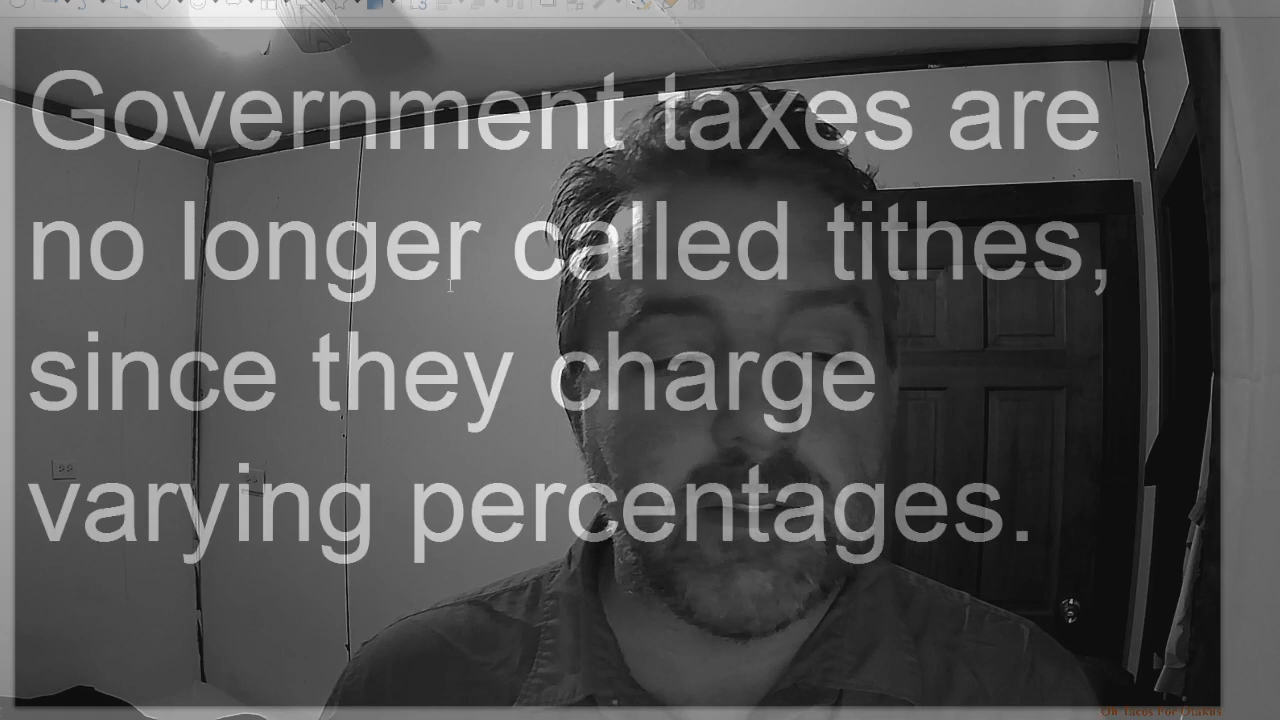 Government taxes are
no longer called tithes,
since they charge
varying percentages.